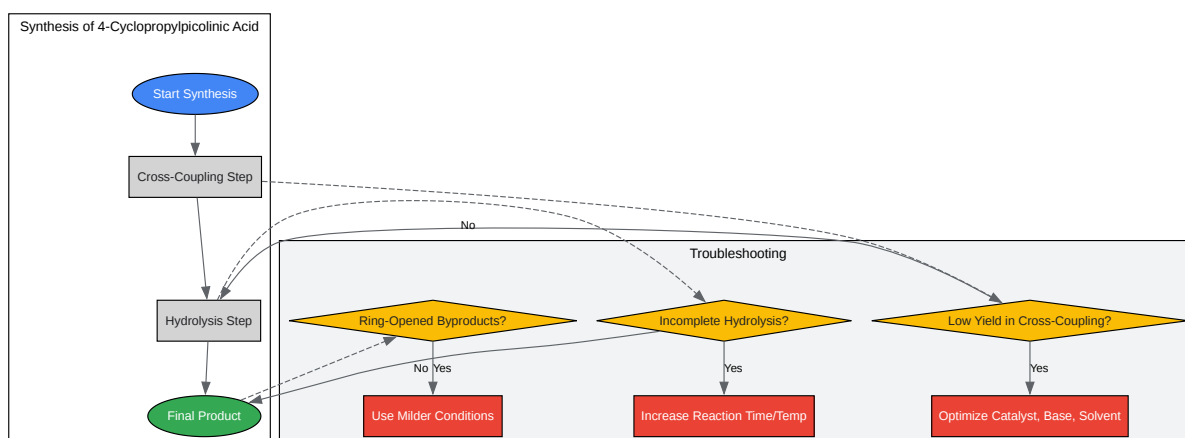 Synthesis of 4-Cyclopropylpicolinic Acid
Start Synthesis
Cross-Coupling Step
No
Troubleshooting
Hydrolysis Step
Ring-Opened Byproducts?
Incomplete Hydrolysis?
Low Yield in Cross-Coupling?
No
Yes
Yes
Yes
Final Product
Use Milder Conditions
Increase Reaction Time/Temp
Optimize Catalyst, Base, Solvent